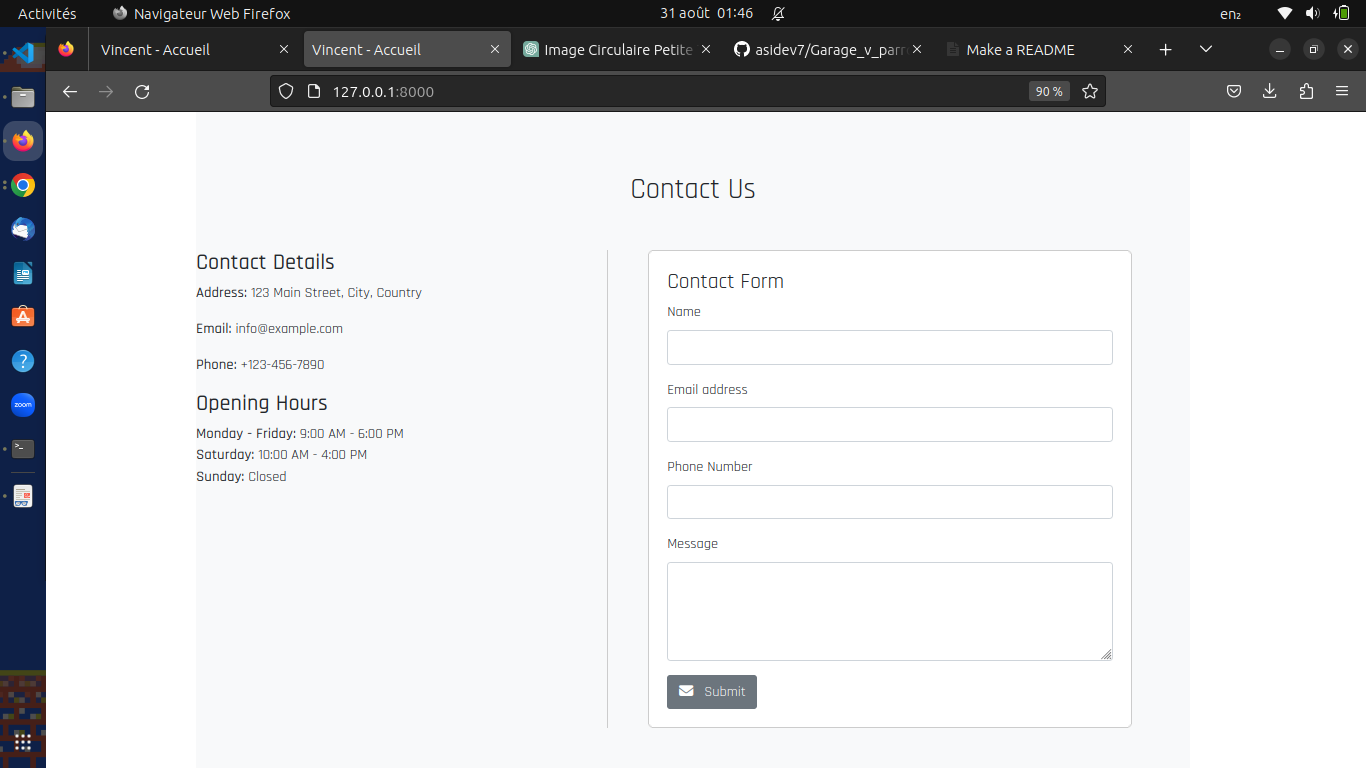 Activités Navigateur Web Firefox 31 août 01:46 en₂
Vincent - Accueil Vincent - Accueil Image Circulaire Petite asidev7/Garage_v_parr Make a README
127.0.0.1:8000 90 %
Contact Us
Contact Details
Address: 123 Main Street, City, Country
Email: info@example.com
Phone: +123-456-7890
Opening Hours
Monday - Friday: 9:00 AM - 6:00 PM
Saturday: 10:00 AM - 4:00 PM
Sunday: Closed
Contact Form
Name
Email address
Phone Number
Message
Submit
zoom